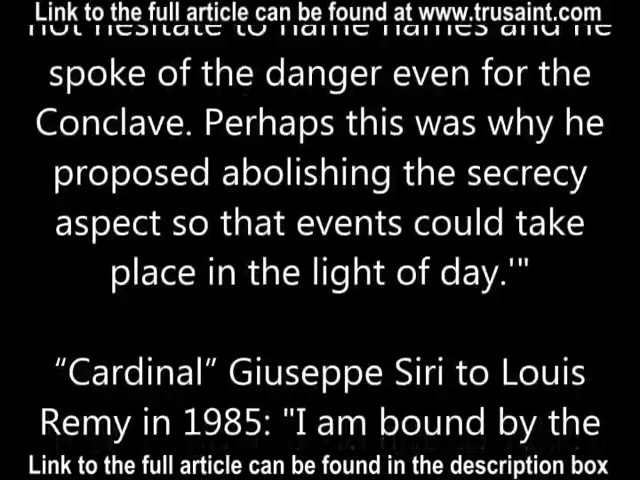 Link to the full article can be found at www.trusaint.com
not hesitate to name names and he
spoke of the danger even for the
Conclave. Perhaps this was why he
proposed abolishing the secrecy
aspect so that events could take
place in the light of day.'"
“Cardinal” Giuseppe Siri to Louis
Remy in 1985: "I am bound by the
Link to the full article can be found in the description box